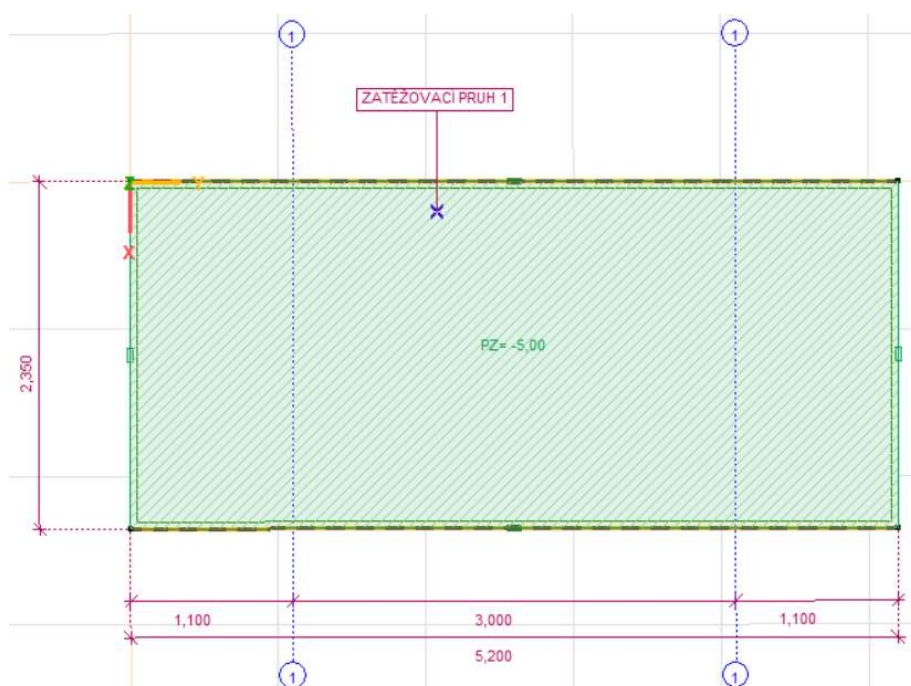 1
1
ZATĚŽOVACÍ PRUH 1
Z
Y
X
PZ= -5,00
2,350
1,100
3,000
1,100
5,200
1
1